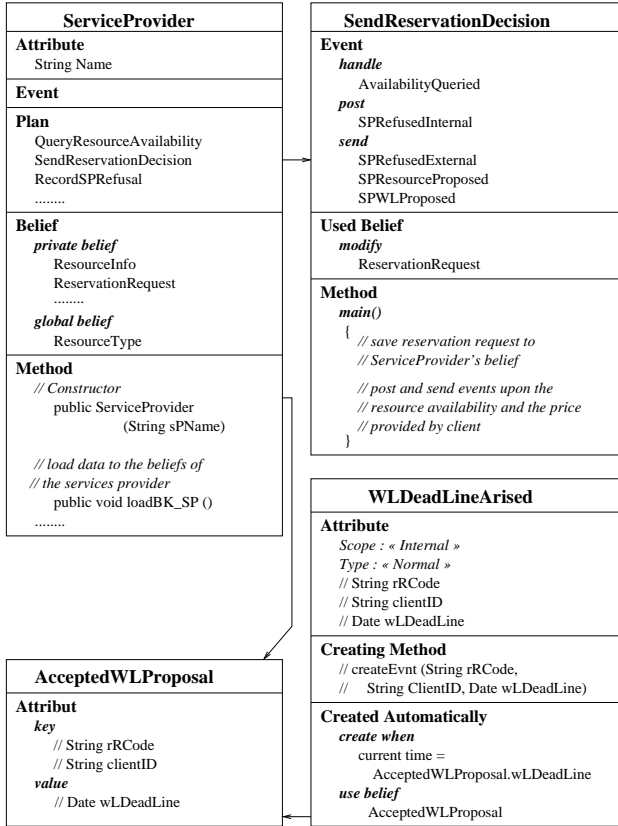 ServiceProvider
Attribute
String Name
Event
Plan
QueryResourceAvailability
SendReservationDecision
RecordSPRefusal
........
Belief
private belief
ResourceInfo
ReservationRequest
........
global belief
ResourceType
Method
// Constructor
public ServiceProvider
(String sPName)
// load data to the beliefs of
// the services provider
public void loadBK_SP ()
........
SendReservationDecision
Event
handle
AvailabilityQueried
post
SPRefusedInternal
send
SPRefusedExternal
SPResourceProposed
SPWLProposed
Used Belief
modify
ReservationRequest
Method
main()
{
// save reservation request to
// ServiceProvider's belief
// post and send events upon the
// resource availability and the price
// provided by client
}
AcceptedWLProposal
Attribut
key
// String rRCode
// String clientID
value
// Date wLDeadLine
WLDeadLineArised
Attribute
Scope : « Internal »
Type : « Normal »
// String rRCode
// String clientID
// Date wLDeadLine
Creating Method
// createEvnt (String rRCode,
// String ClientID, Date wLDeadLine)
Created Automatically
create when
current time =
AcceptedWLProposal.wLDeadLine
use belief
AcceptedWLProposal